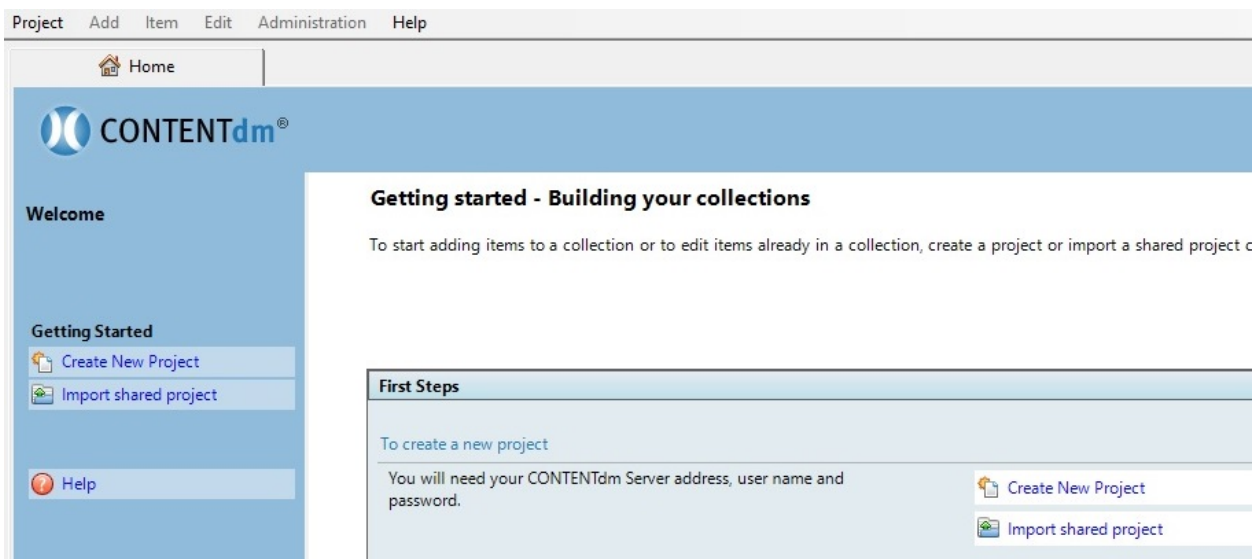 Project Add Item Edit Administration Help
Home
CONTENTdm®
Welcome
Getting Started
Create New Project
Import shared project
Help
Getting started - Building your collections
To start adding items to a collection or to edit items already in a collection, create a project or import a shared project
First Steps
To create a new project
You will need your CONTENTdm Server address, user name and
password.
Create New Project
Import shared project